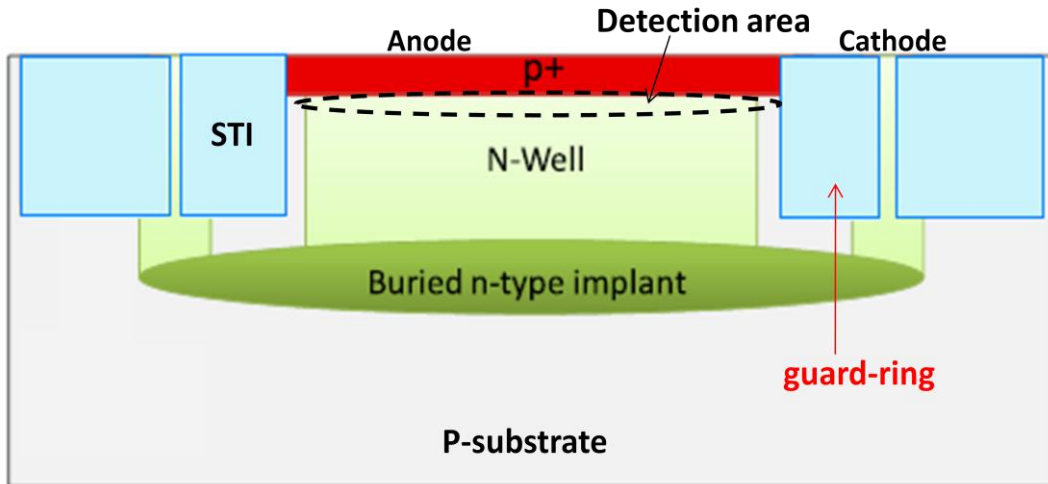 Detection area
Anode
Cathode
p+
STI
N-Well
Buried n-type implant
guard-ring
P-substrate